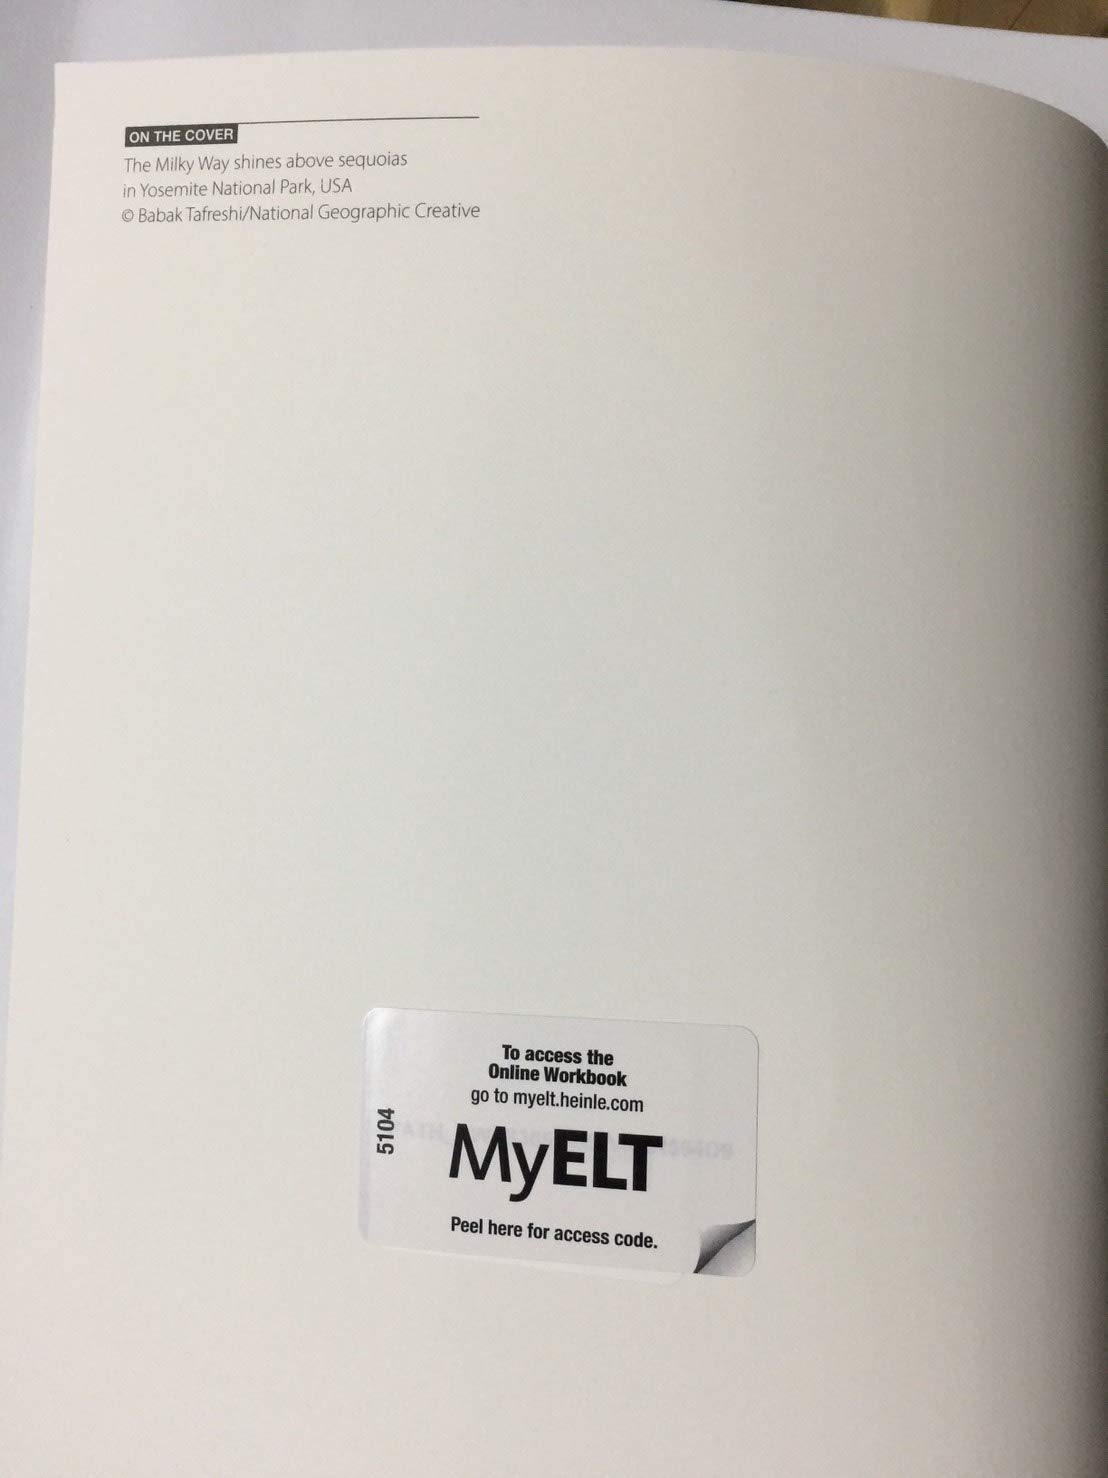 ON THE COVER
The Milky Way shines above sequoias
in Yosemite National Park, USA
© Babak Tafreshi/National Geographic Creative
To access the
Online Workbook
go to myelt.heinle.com
5104
MyELT
Peel here for access code.